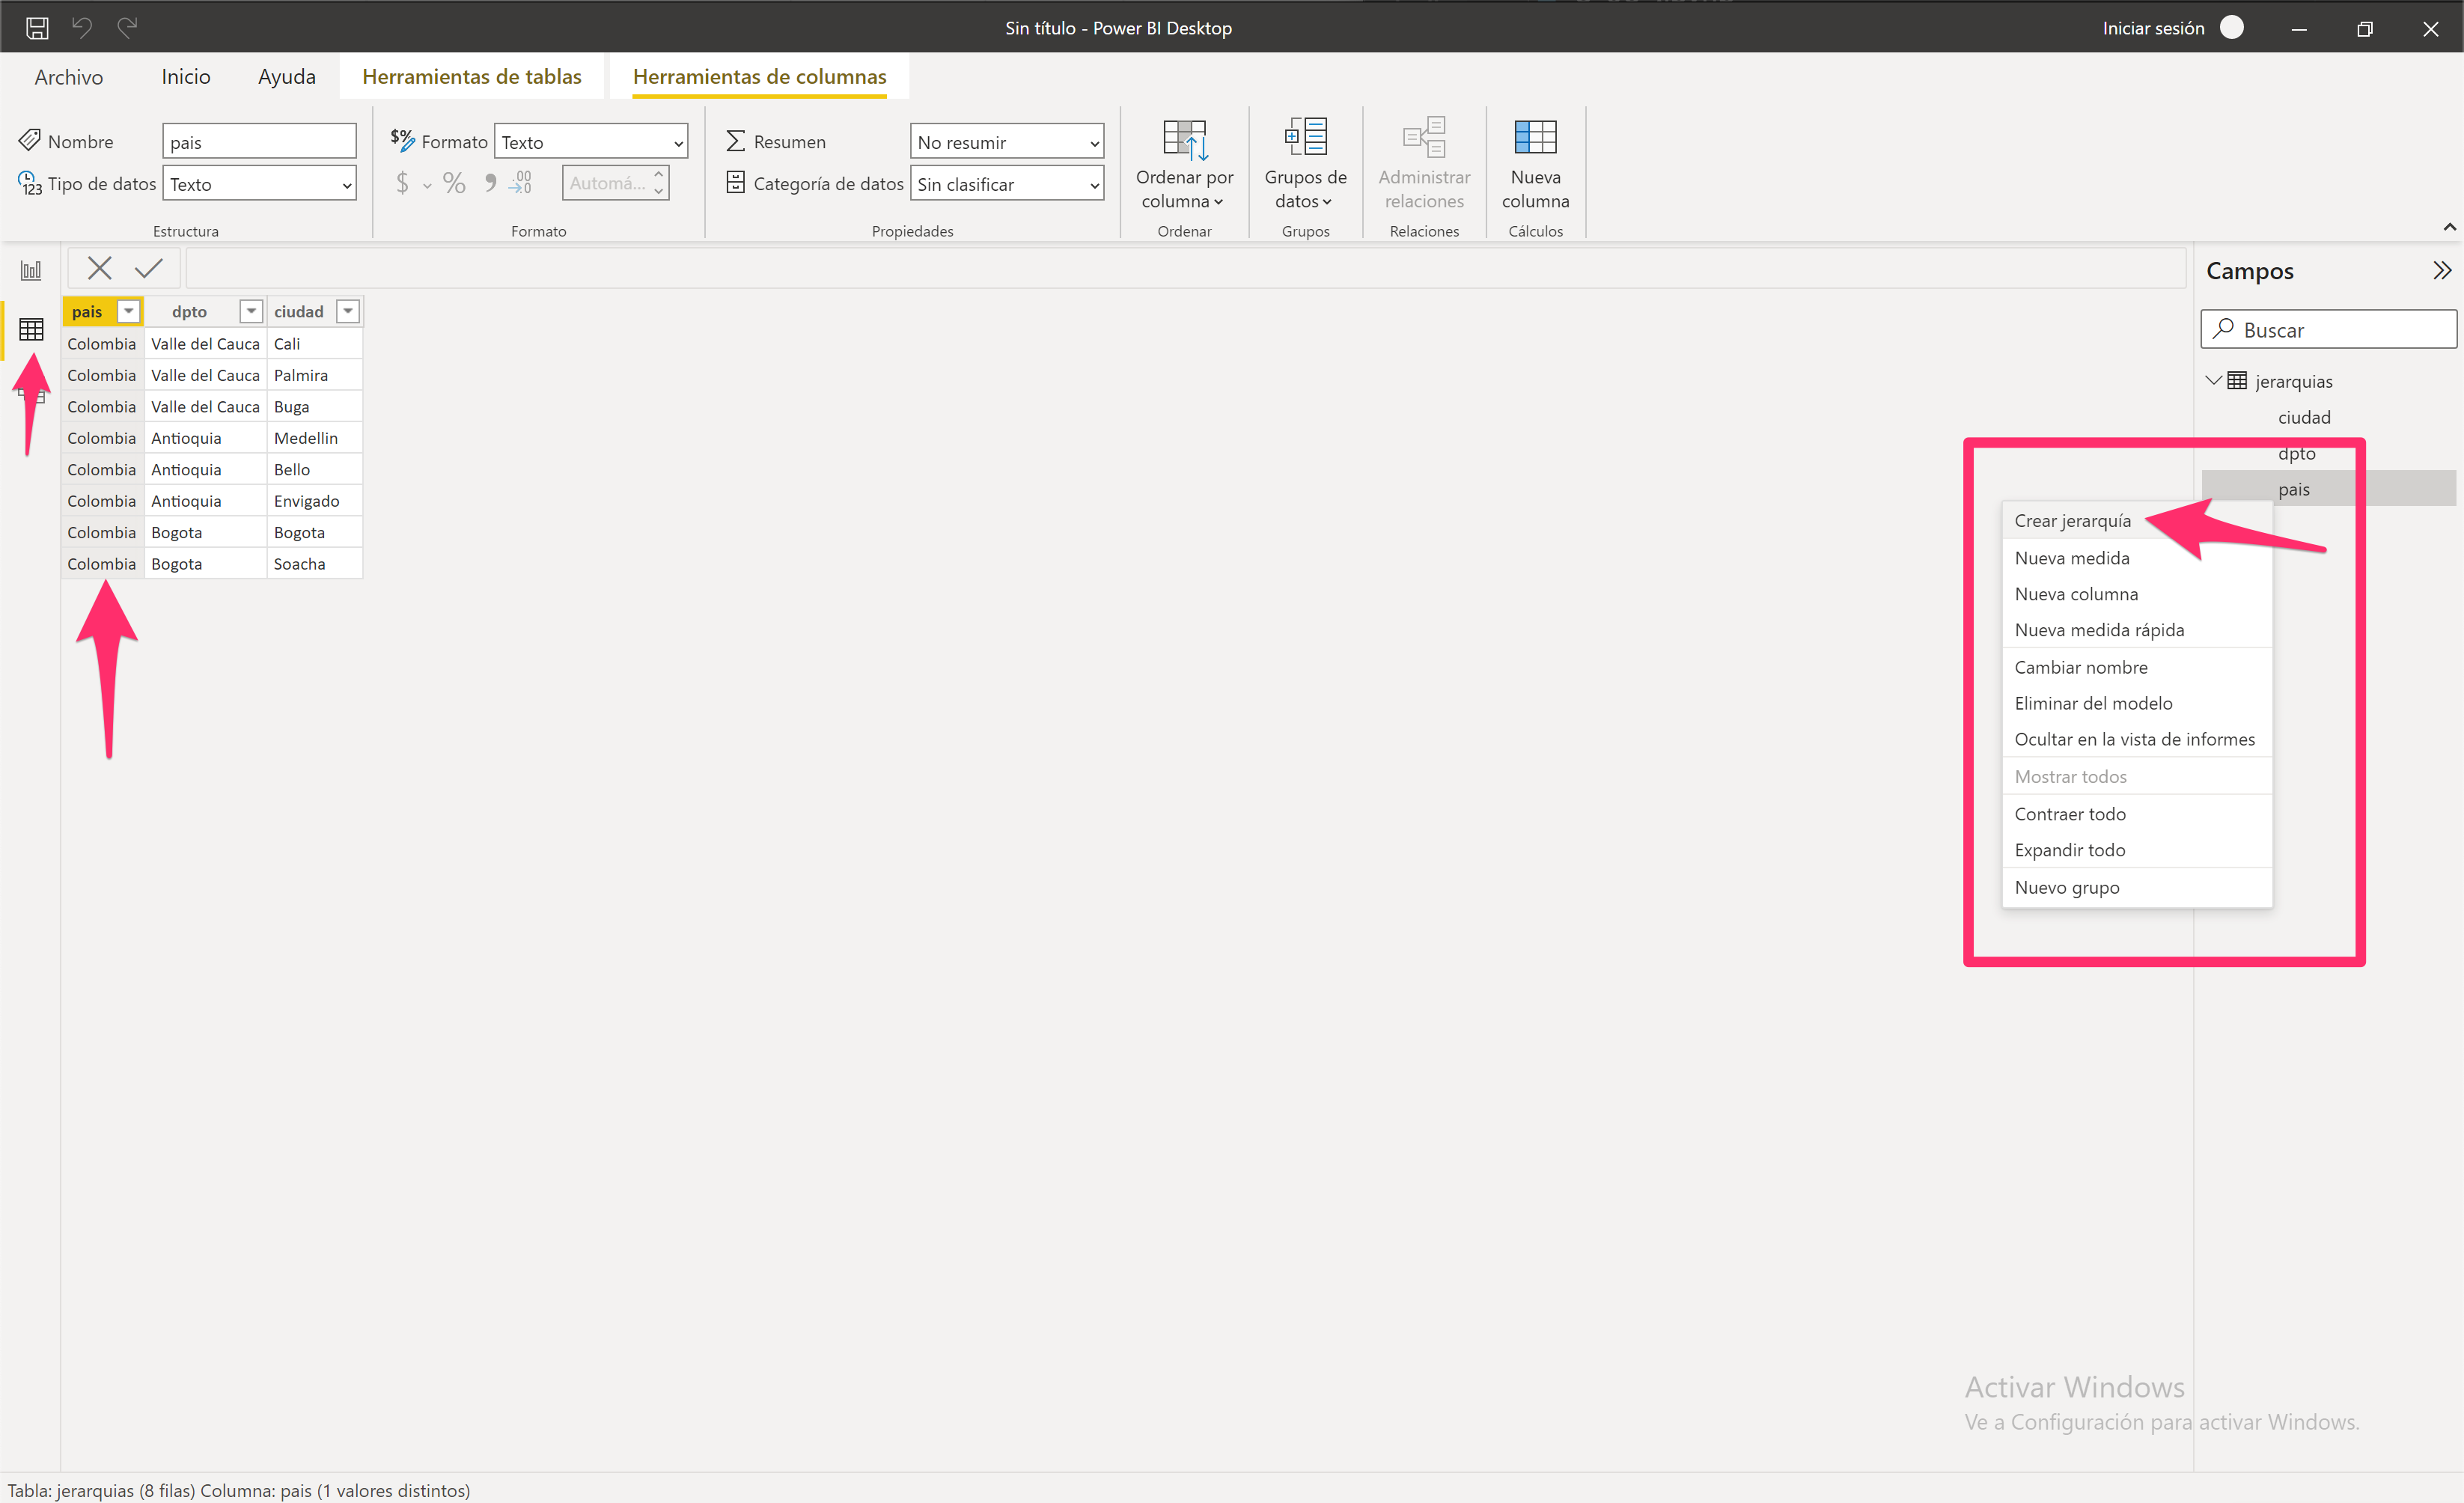 Sin título - Power BI Desktop
Iniciar sesión
Archivo Inicio Ayuda Herramientas de tablas Herramientas de columnas
Nombre pais
Tipo de datos Texto
Estructura
$% Formato Texto
$ % 9 .00 →.0 Automá...
Formato
Resumen No resumir
Categoría de datos Sin clasificar
Propiedades
Ordenar por
columna
Ordenar
Grupos de
datos
Grupos
Administrar
relaciones
Relaciones
Nueva
columna
Cálculos
pais dpto ciudad
Colombia Valle del Cauca Cali
Colombia Valle del Cauca Palmira
Colombia Valle del Cauca Buga
Colombia Antioquia Medellin
Colombia Antioquia Bello
Colombia Antioquia Envigado
Colombia Bogota Bogota
Colombia Bogota Soacha
Campos
Buscar
jerarquias
ciudad
dpto
pais
Crear jerarquía
Nueva medida
Nueva columna
Nueva medida rápida
Cambiar nombre
Eliminar del modelo
Ocultar en la vista de informes
Mostrar todos
Contraer todo
Expandir todo
Nuevo grupo
Activar Windows
Ve a Configuración para activar Windows.
Tabla: jerarquias (8 filas) Columna: pais (1 valores distintos)